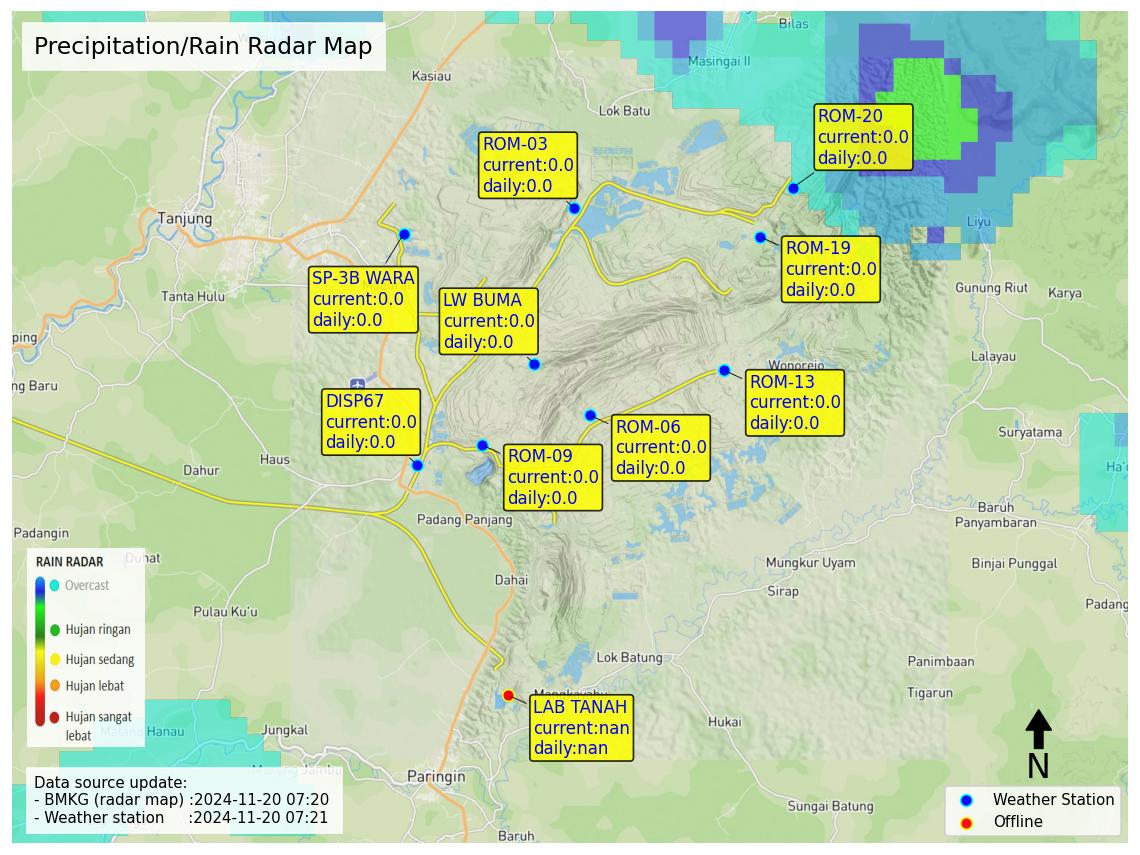 Precipitation/Rain Radar Map
Bilas
Masingai II
Kasiau
Lok Batu
ROM-20
current:0.0
daily:0.0
ROM-03
current:0.0
daily:0.0
Tanjung
Liyu
ROM-19
current:0.0
daily:0.0
SP-3B WARA
current:0.0
daily:0.0
Tanta Hulu
LW BUMA
current:0.0
daily:0.0
Gunung Riut
Karya
ping
Lalayau
Wonorejo
ng Baru
ROM-13
current:0.0
daily:0.0
DISP67
current:0.0
daily:0.0
ROM-06
current:0.0
daily:0.0
Suryatama
Haus
Dahur
ROM-09
current:0.0
daily:0.0
Ha'u
Baruh
Panyambaran
Padang Panjang
Padangin
Duhat
Mungkur Uyam
Binjai Punggal
RAIN RADAR
Overcast
Hujan ringan
Hujan sedang
Hujan lebat
Hujan sangat
lebat
Dahai
Sirap
Padang
Pulau Ku'u
Lok Batung
Panimbaan
Tigarun
Mangkayahu
LAB TANAH
current:nan
daily:nan
Hukai
Malang Hanau
Jungkal
Murung Jambu
Paringin
N
Data source update:
- BMKG (radar map) :2024-11-20 07:20
- Weather station :2024-11-20 07:21
Sungai Batung
Baruh
Weather Station
Offline